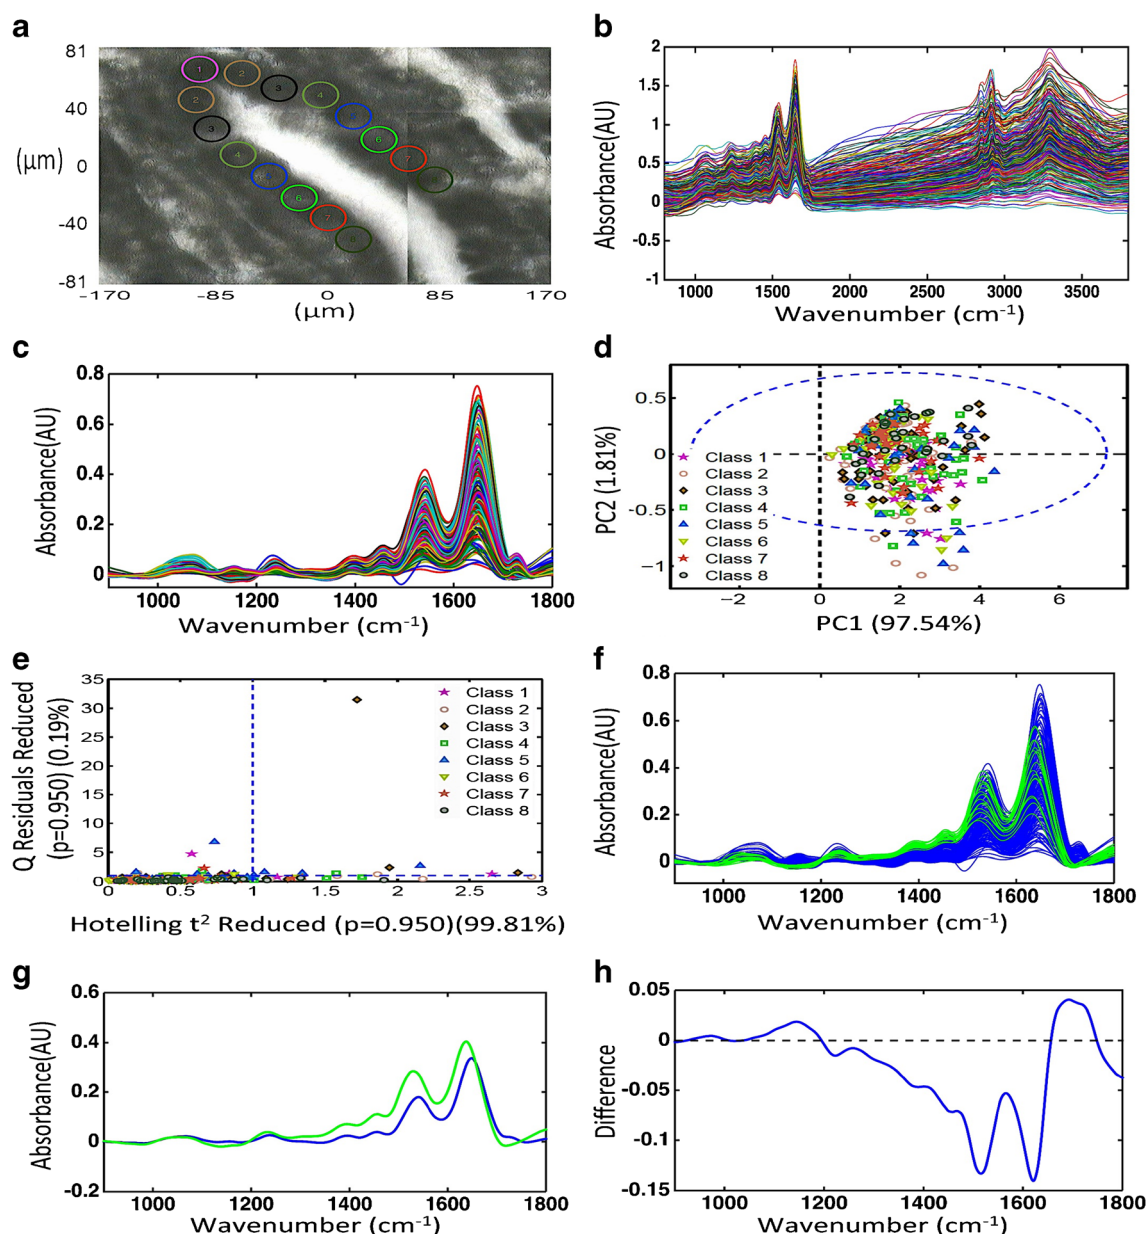 a
81
40
(µm)
0
-40
-81
-170
-85
0
85
170
(µm)
1
2
2
3
3
4
4
5
5
6
6
7
7
8
b
2
1.5
1
0.5
0
-0.5
-1
Absorbance(AU)
1000
1500
2000
2500
3000
3500
Wavenumber (cm⁻¹)
c
0.8
0.6
0.4
0.2
0
Absorbance(AU)
1000
1200
1400
1600
1800
Wavenumber (cm⁻¹)
d
0.5
0
-0.5
-1
PC2 (1.81%)
Class 1
Class 2
Class 3
Class 4
Class 5
Class 6
Class 7
Class 8
-2
0
2
4
6
PC1 (97.54%)
e
35
30
25
20
15
10
5
0
Q Residuals Reduced
(p=0.950) (0.19%)
Class 1
Class 2
Class 3
Class 4
Class 5
Class 6
Class 7
Class 8
0
0.5
1
1.5
2
2.5
3
Hotelling t² Reduced (p=0.950)(99.81%)
f
0.8
0.6
0.4
0.2
0
Absorbance(AU)
1000
1200
1400
1600
1800
Wavenumber (cm⁻¹)
g
0.6
0.4
0.2
0
-0.2
Absorbance(AU)
1000
1200
1400
1600
1800
Wavenumber (cm⁻¹)
h
0.05
0
-0.05
-0.1
-0.15
Difference
1000
1200
1400
1600
1800
Wavenumber (cm⁻¹)